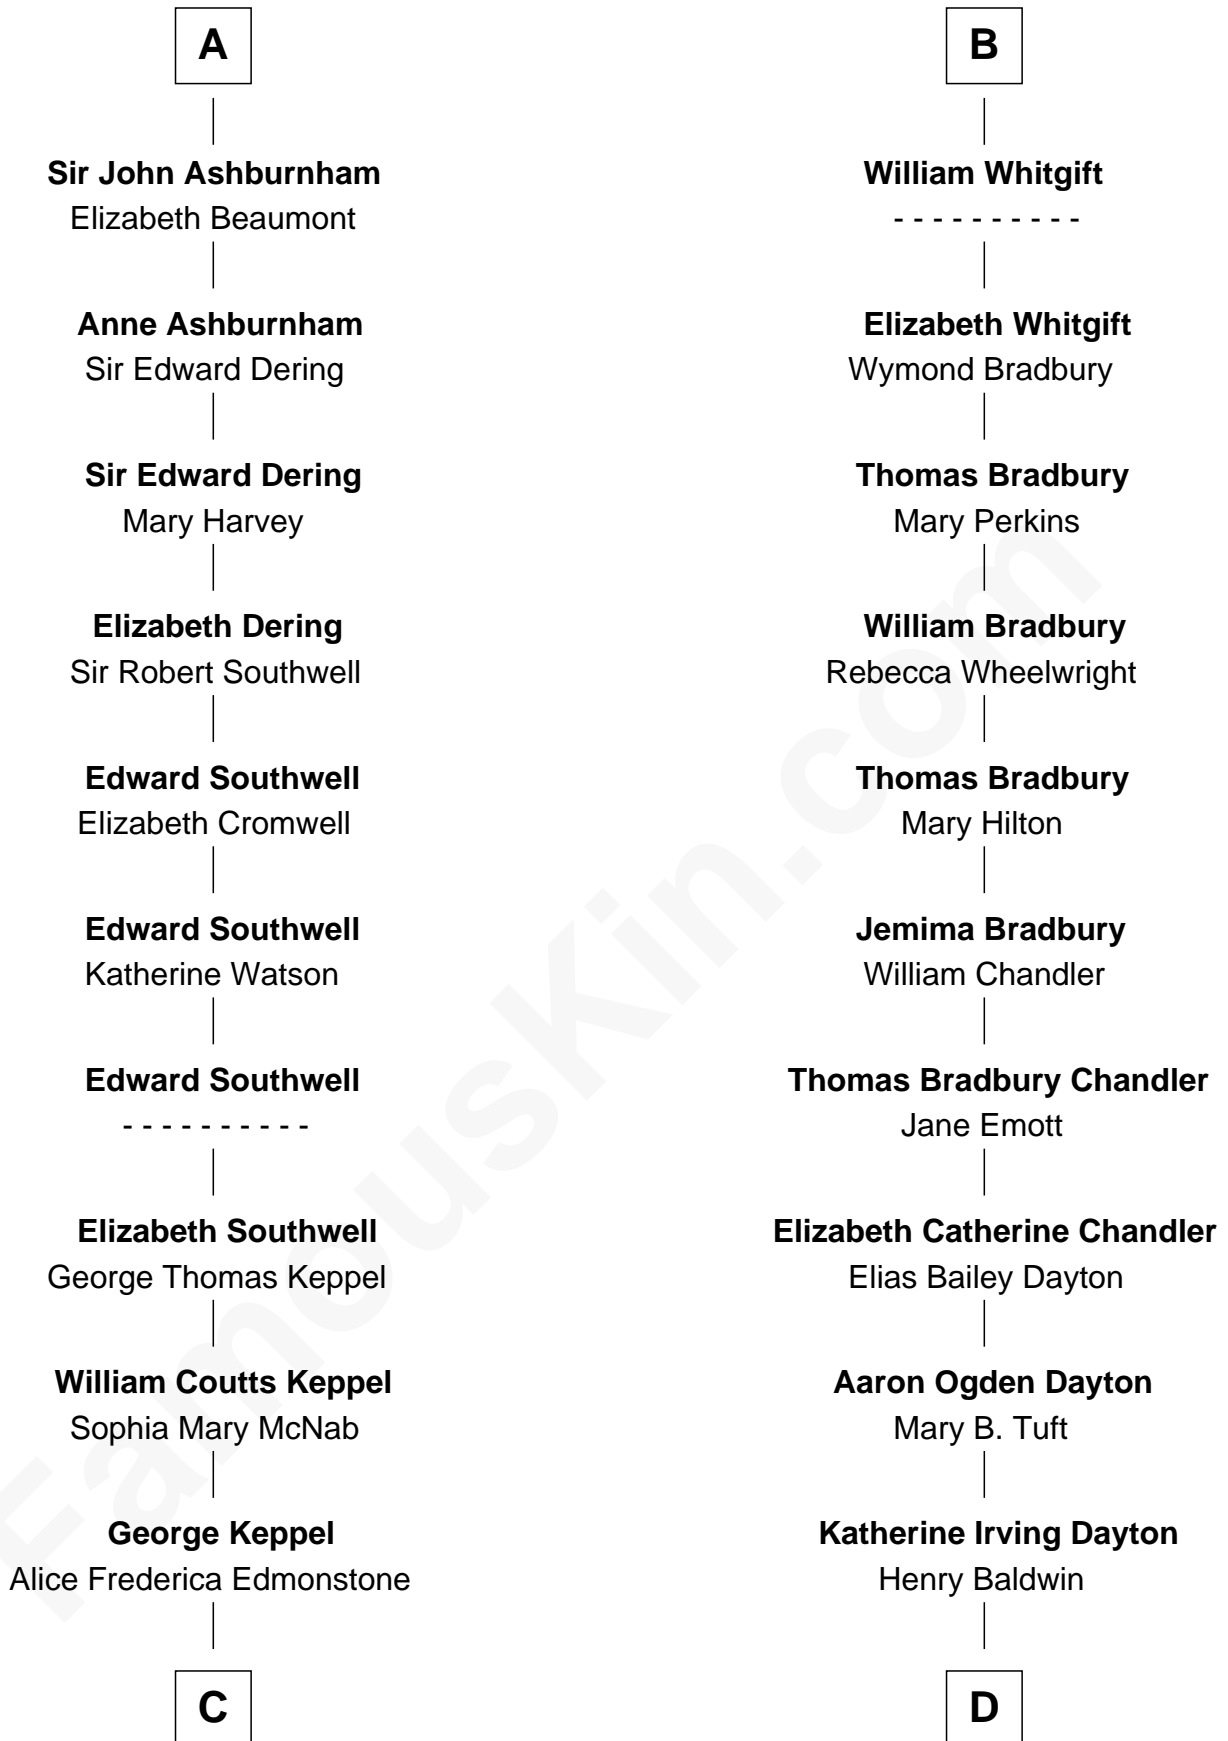 A
Sir John Ashburnham
Elizabeth Beaumont
Anne Ashburnham
Sir Edward Dering
Sir Edward Dering
Mary Harvey
Elizabeth Dering
Sir Robert Southwell
Edward Southwell
Elizabeth Cromwell
Edward Southwell
Katherine Watson
Edward Southwell
- - - - - - - - - -
Elizabeth Southwell
George Thomas Keppel
William Coutts Keppel
Sophia Mary McNab
George Keppel
Alice Frederica Edmonstone
C
B
William Whitgift
- - - - - - - - - -
Elizabeth Whitgift
Wymond Bradbury
Thomas Bradbury
Mary Perkins
William Bradbury
Rebecca Wheelwright
Thomas Bradbury
Mary Hilton
Jemima Bradbury
William Chandler
Thomas Bradbury Chandler
Jane Emott
Elizabeth Catherine Chandler
Elias Bailey Dayton
Aaron Ogden Dayton
Mary B. Tuft
Katherine Irving Dayton
Henry Baldwin
D
FamousKin.com